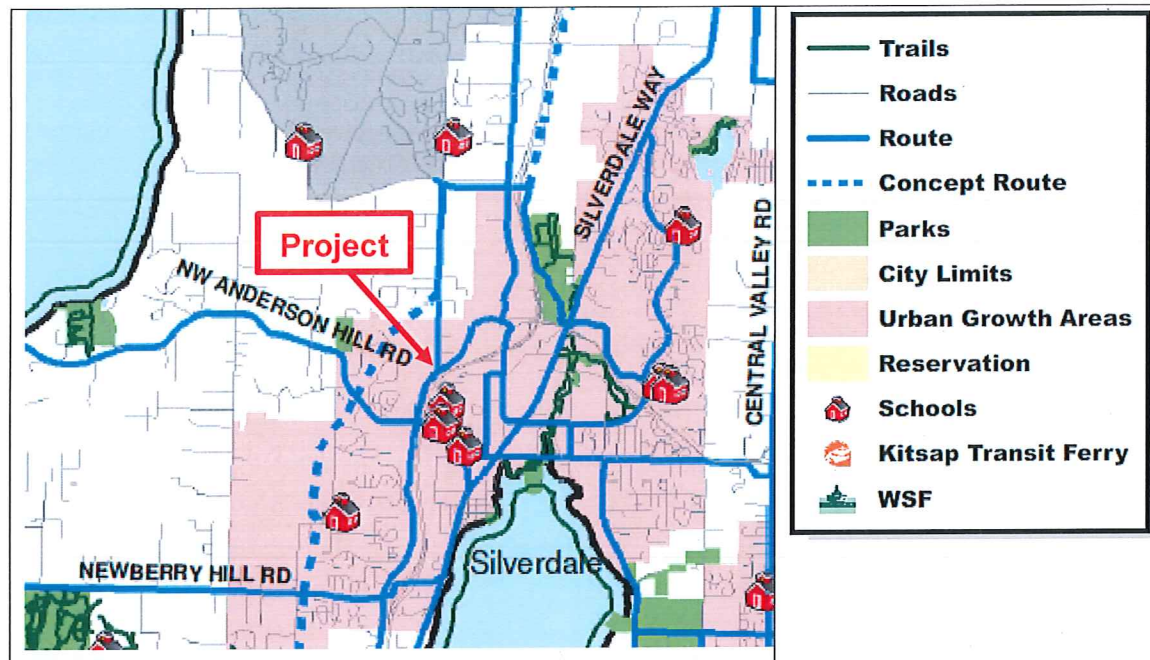 SILVERDALE WAY
Project
NW ANDERSON HILL RD
CENTRAL VALLEY RD
NEWBERRY HILL RD
Silverdale
Trails
Roads
Route
Concept Route
Parks
City Limits
Urban Growth Areas
Reservation
Schools
Kitsap Transit Ferry
WSF